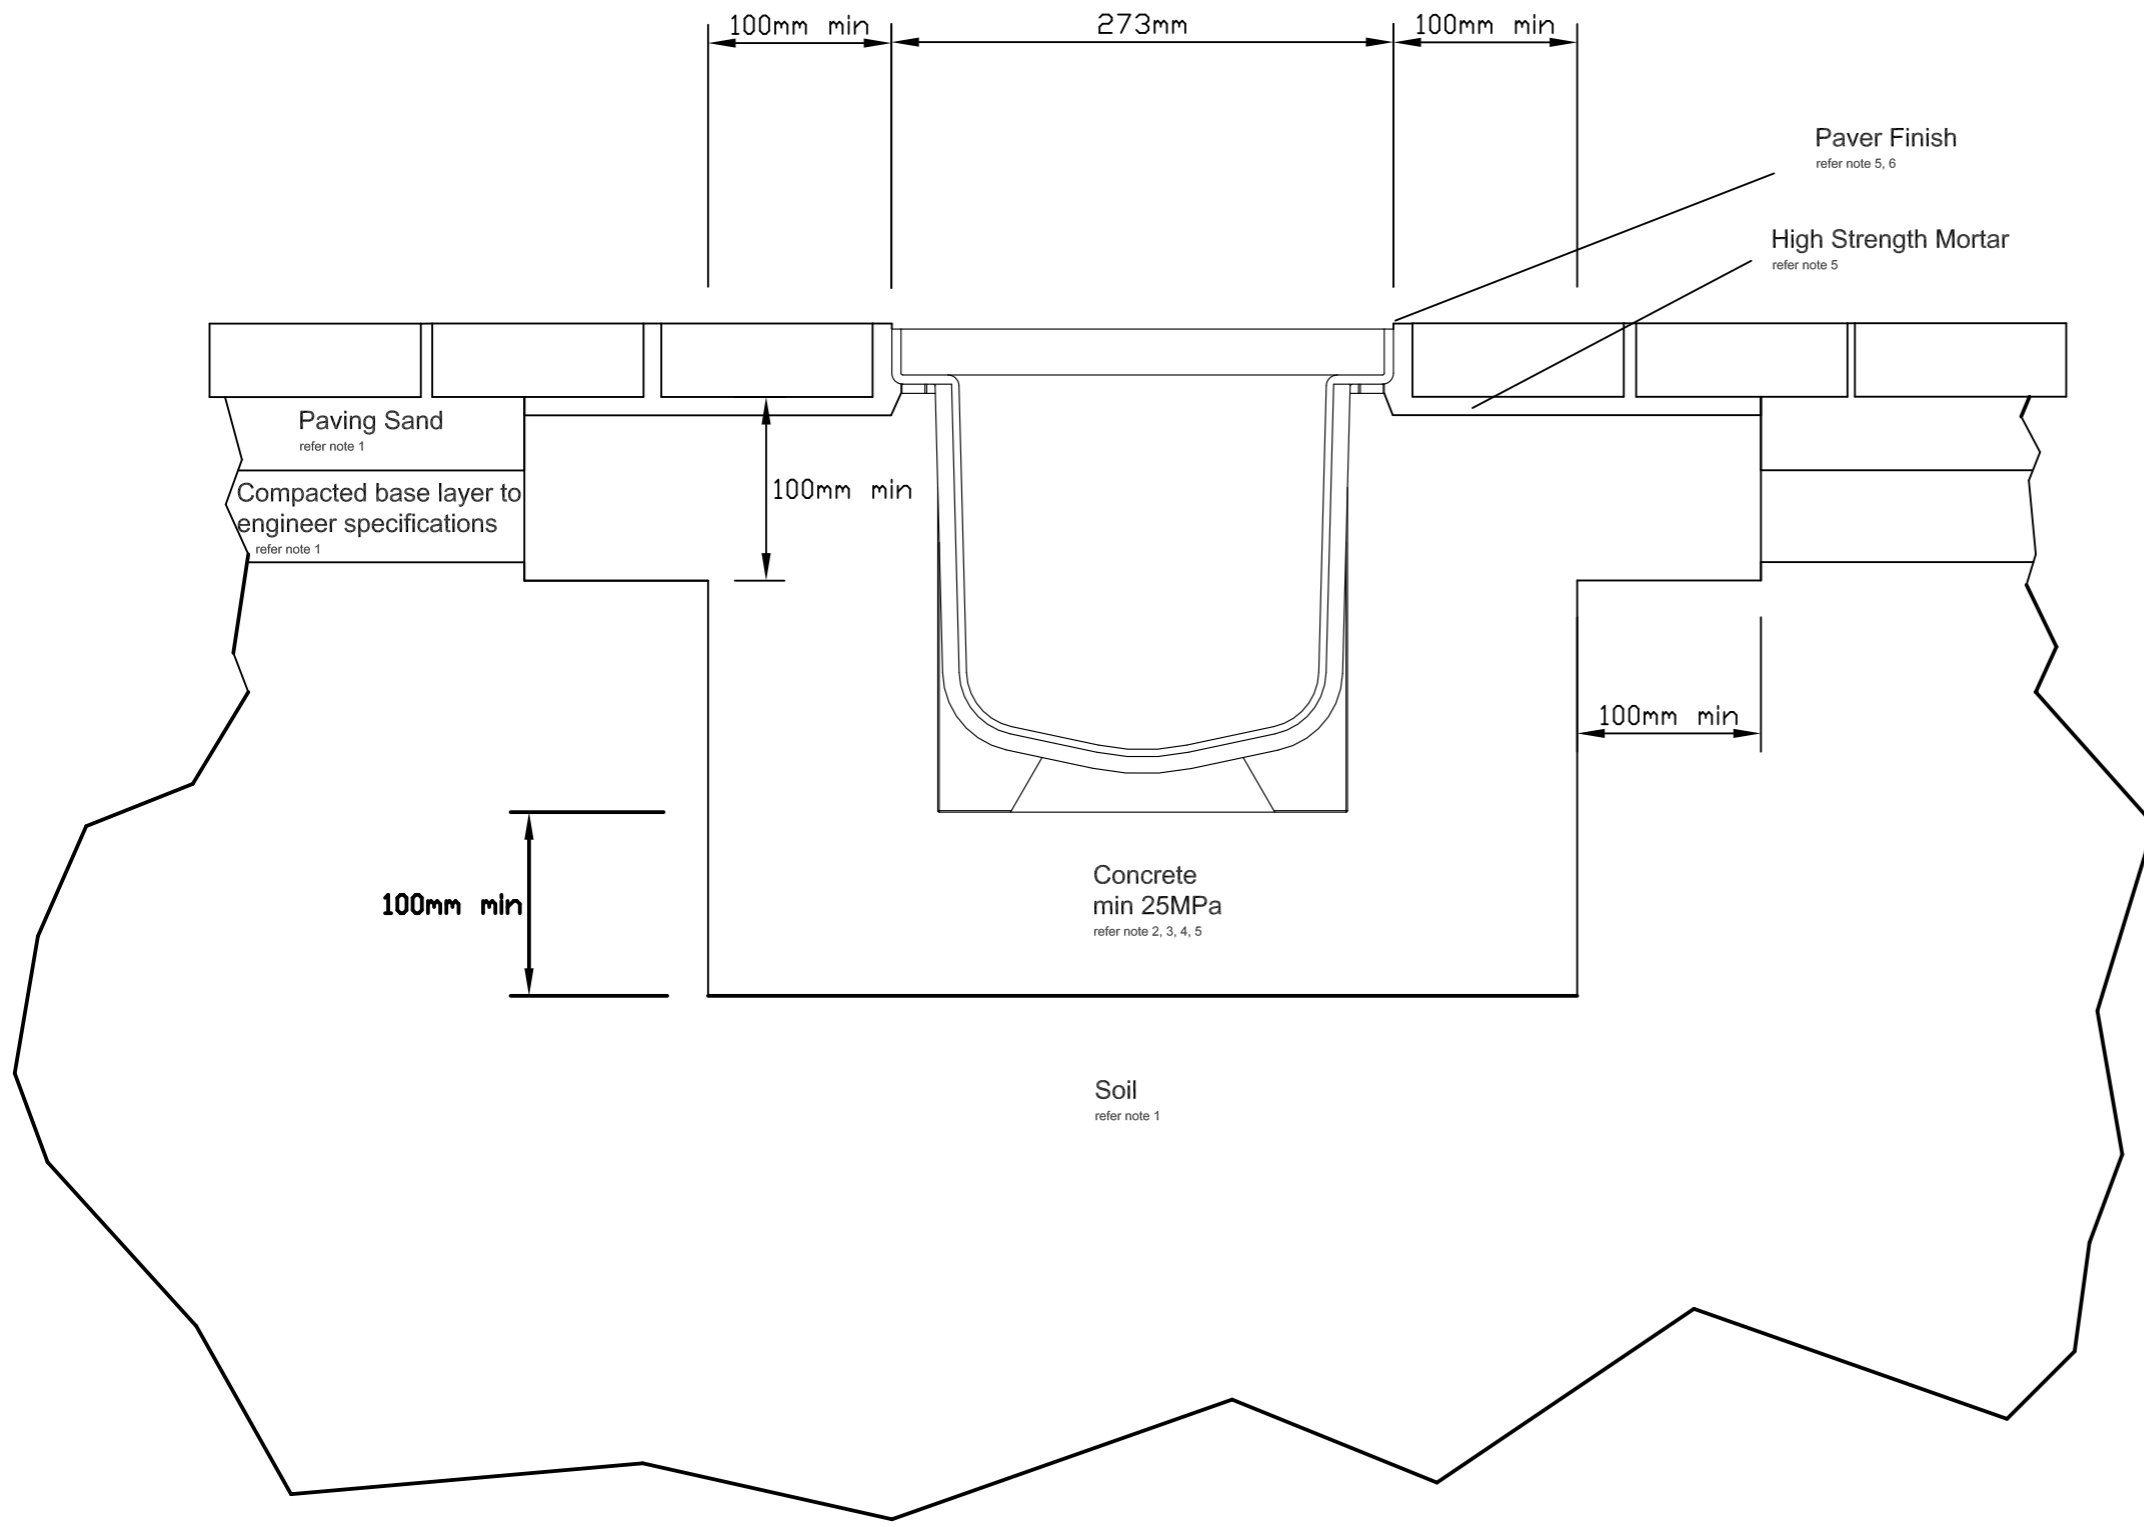 100mm min
273mm
100mm min
Paver Finish
refer note 5, 6
High Strength Mortar
refer note 5
Paving Sand
refer note 1
Compacted base layer to
engineer specifications
refer note 1
100mm min
100mm min
100mm min
Concrete
min 25MPa
refer note 2, 3, 4, 5
Soil
refer note 1